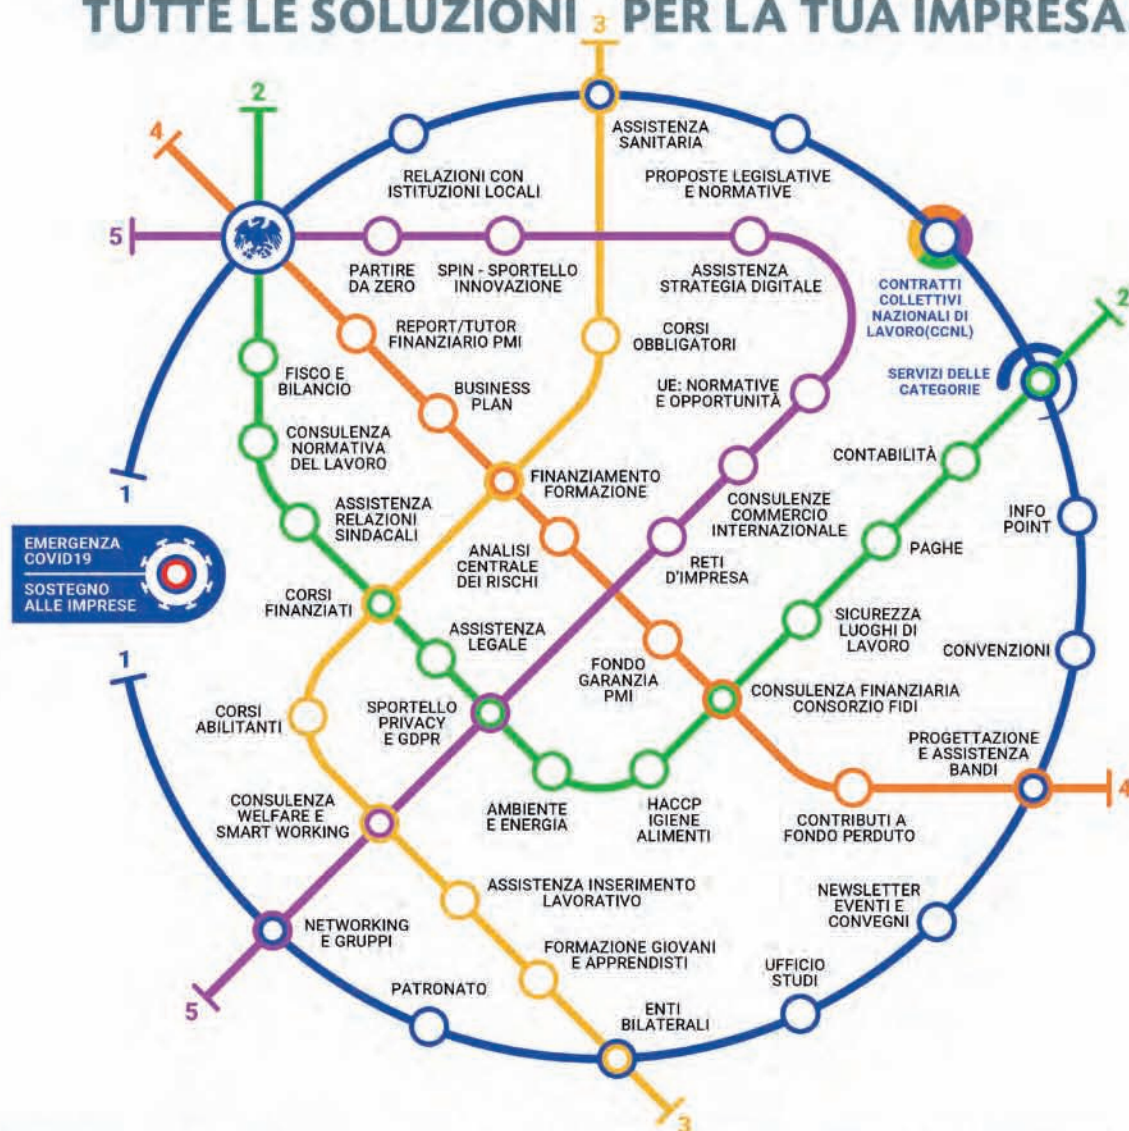 TUTTE LE SOLUZIONI PER LA TUA IMPRESA
3
2
4
ASSISTENZA
SANITARIA
RELAZIONI CON
ISTITUZIONI LOCALI
PROPOSTE LEGISLATIVE
E NORMATIVE
5
PARTIRE
DA ZERO
SPIN - SPORTELLO
INNOVAZIONE
ASSISTENZA
STRATEGIA DIGITALE
CONTRATTI
COLLETTIVI
NAZIONALI DI
LAVORO(CCNL)
2
REPORT/TUTOR
FINANZIARIO PMI
CORSI
OBBLIGATORI
FISCO E
BILANCIO
BUSINESS
PLAN
UE: NORMATIVE
E OPPORTUNITÀ
SERVIZI DELLE
CATEGORIE
CONSULENZA
NORMATIVA
DEL LAVORO
CONTABILITÀ
1
FINANZIAMENTO
FORMAZIONE
ASSISTENZA
RELAZIONI
SINDACALI
CONSULENZE
COMMERCIO
INTERNAZIONALE
INFO
POINT
EMERGENZA
COVID19
SOSTEGNO
ALLE IMPRESE
ANALISI
CENTRALE
DEI RISCHI
RETI
D'IMPRESA
PAGHE
CORSI
FINANZIATI
ASSISTENZA
LEGALE
SICUREZZA
LUOGHI DI
LAVORO
CONVENZIONI
1
FONDO
GARANZIA
PMI
CORSI
ABILITANTI
SPORTELLO
PRIVACY
E GDPR
CONSULENZA FINANZIARIA
CONSORZIO FIDI
PROGETTAZIONE
E ASSISTENZA
BANDI
4
CONSULENZA
WELFARE E
SMART WORKING
AMBIENTE
E ENERGIA
HACCP
IGIENE
ALIMENTI
CONTRIBUTI A
FONDO PERDUTO
ASSISTENZA INSERIMENTO
LAVORATIVO
NEWSLETTER
EVENTI E
CONVEGNI
NETWORKING
E GRUPPI
FORMAZIONE GIOVANI
E APPRENDISTI
5
PATRONATO
UFFICIO
STUDI
ENTI
BILATERALI
3